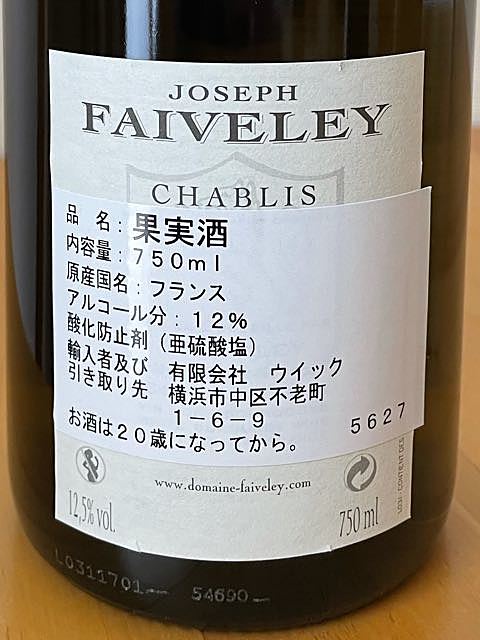 JOSEPH
FAIVELEY
CHABLIS
品 名：果実酒
内容量：750ml
原産国名：フランス
アルコール分：12%
酸化防止剤（亜硫酸塩）
輸入者及び 有限会社 ウイック
引き取り先 横浜市中区不老町
1-6-9
お酒は20歳になってから。 5627
www.domaine-faiveley.com
12,5% vol.
750 ml
L0311701 54690